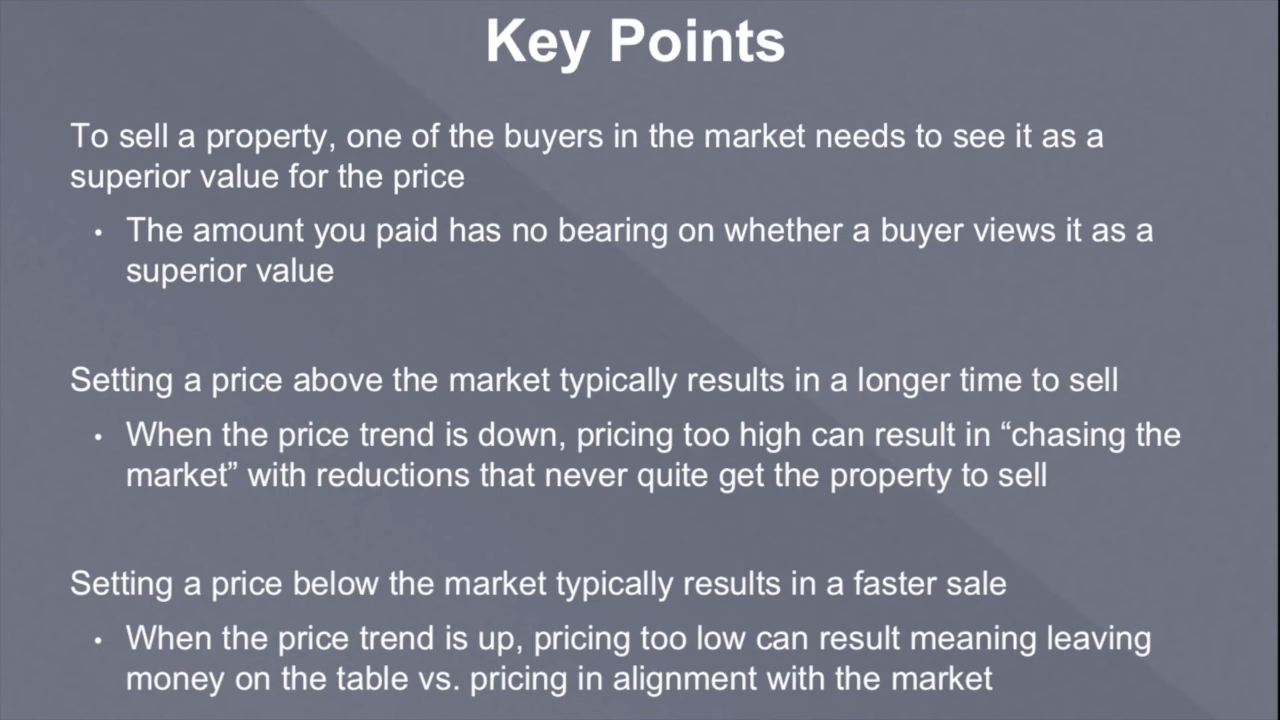 Key Points
To sell a property, one of the buyers in the market needs to see it as a
superior value for the price
• The amount you paid has no bearing on whether a buyer views it as a
superior value
Setting a price above the market typically results in a longer time to sell
• When the price trend is down, pricing too high can result in “chasing the
market” with reductions that never quite get the property to sell
Setting a price below the market typically results in a faster sale
• When the price trend is up, pricing too low can result meaning leaving
money on the table vs. pricing in alignment with the market